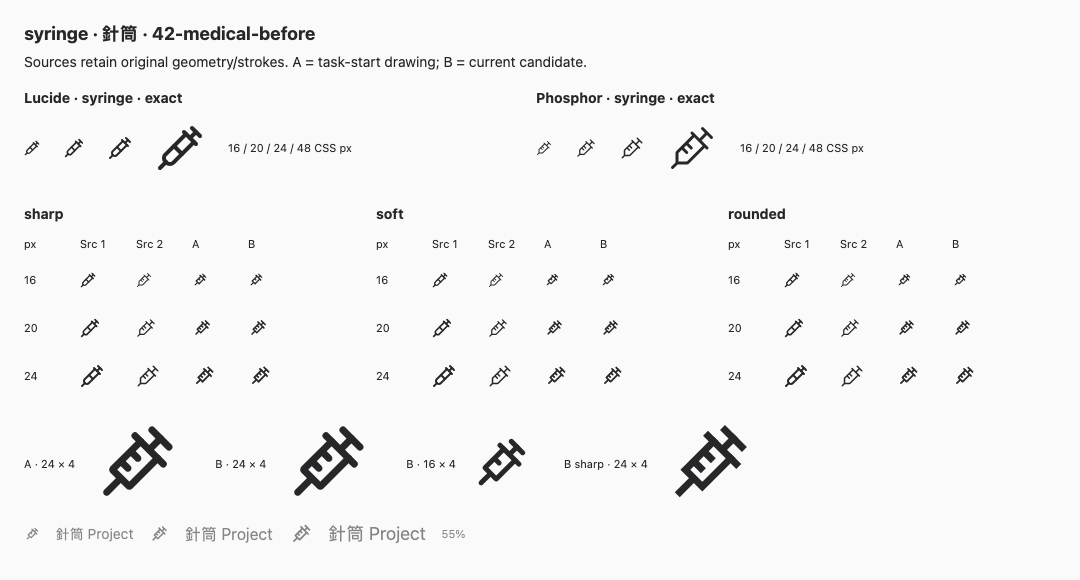 syringe · 針筒 · 42-medical-before
Sources retain original geometry/strokes. A = task-start drawing; B = current candidate.
Lucide · syringe · exact
Phosphor · syringe · exact
16 / 20 / 24 / 48 CSS px
16 / 20 / 24 / 48 CSS px
sharp
soft
rounded
px Src 1 Src 2 A B
px Src 1 Src 2 A B
px Src 1 Src 2 A B
16
16
16
20
20
20
24
24
24
A · 24 × 4
B · 24 × 4
B · 16 × 4
B sharp · 24 × 4
針筒 Project
針筒 Project
針筒 Project
55%